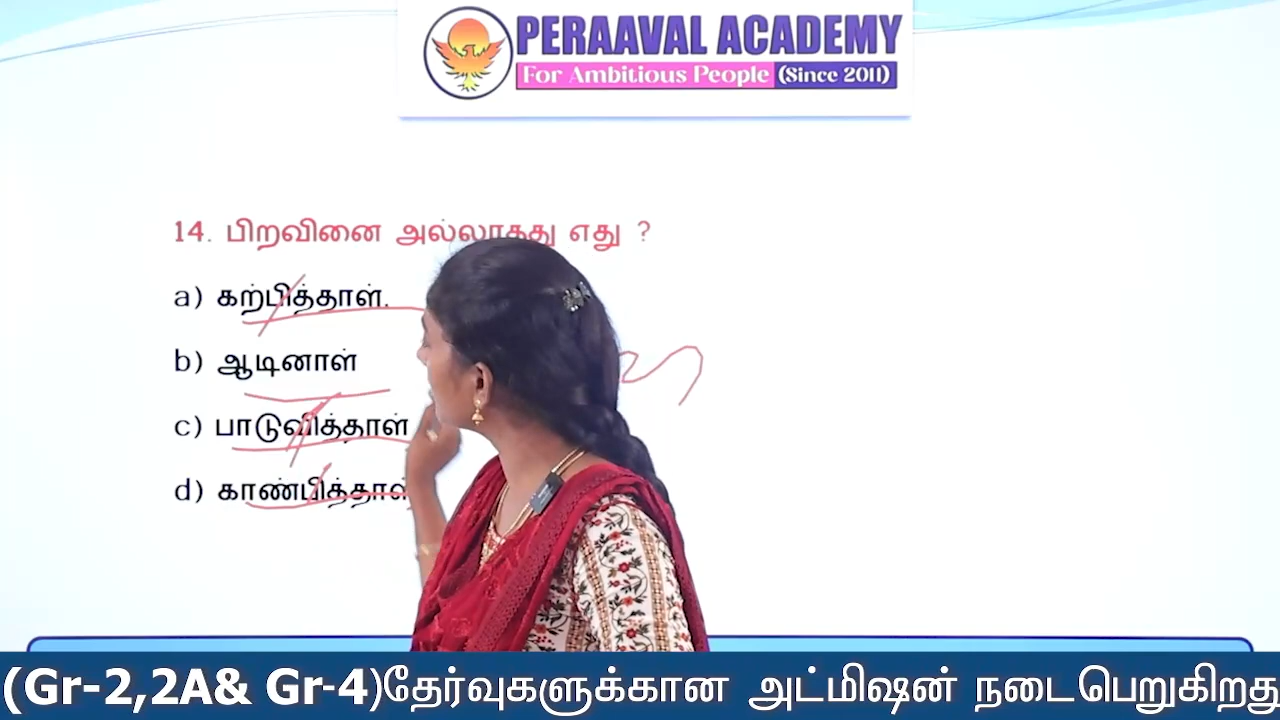 PERAAVAL ACADEMY
For Ambitious People (Since 2011)
14. பிறவினை அல்லாதது எது ?
a) கற்பித்தாள்.
b) ஆடினாள்
c) பாடுவித்தாள்
d) காண்பித்தாள்
(Gr-2,2A& Gr-4)தேர்வுகளுக்கான அட்மிஷன் நடைபெறுகிறது